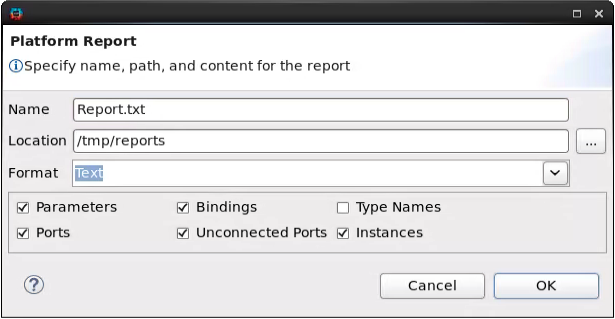 Platform Report
Specify name, path, and content for the report
Name Report.txt
Location /tmp/reports ...
Format Text
Parameters Bindings Type Names
Ports Unconnected Ports Instances
? Cancel OK